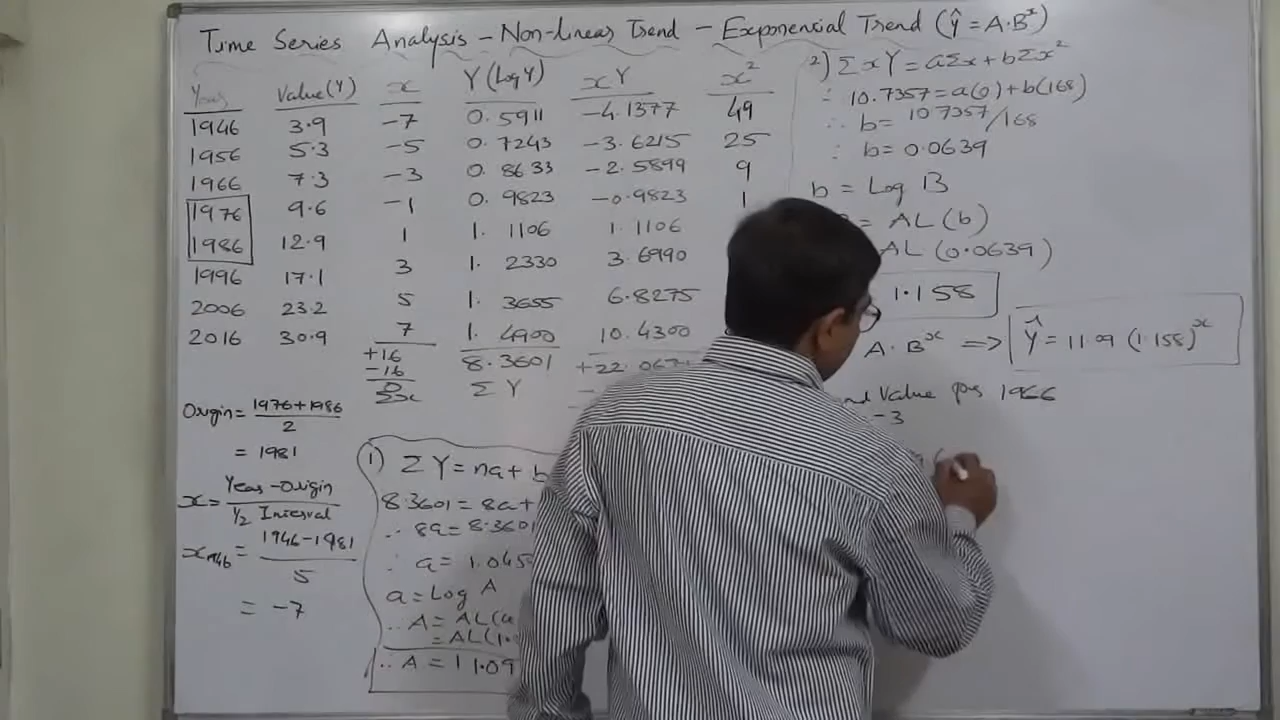 Time Series Analysis - Non-linear Trend - Exponential Trend (Ŷ = A·B^x)
Year Value(Y) x Y(Log Y) xY x²
1946 3.9 -7 0.5911 -4.1377 49
1956 5.3 -5 0.7243 -3.6215 25
1966 7.3 -3 0.8633 -2.5899 9
1976 9.6 -1 0.9823 -0.9823 1
1986 12.9 1 1.1106 1.1106
1996 17.1 3 1.2330 3.6990
2006 23.2 5 1.3655 6.8275
2016 30.9 7 1.4900 10.4300
+16 8.3601
-16 ΣY
0
Σx
Origin = 1976+1986
2
= 1981
x = Year-Origin
1/2 Interval
x1946 = 1946-1981
5
= -7
1) ΣY = na + b
8.3601 = 8a +
∴ 8a = 8.3601
∴ a =
a = Log A
∴ A = AL(a
= AL(1.
∴ A = 11.09
2) ΣxY = aΣx + bΣx²
∴ 10.7357 = a(0) + b(168)
∴ b = 10.7357/168
∴ b = 0.0639
b = Log B
= AL(b)
AL(0.0639)
1.158
A·B^x => Ŷ = 11.09 (1.158)^x
Value for 1966
-3